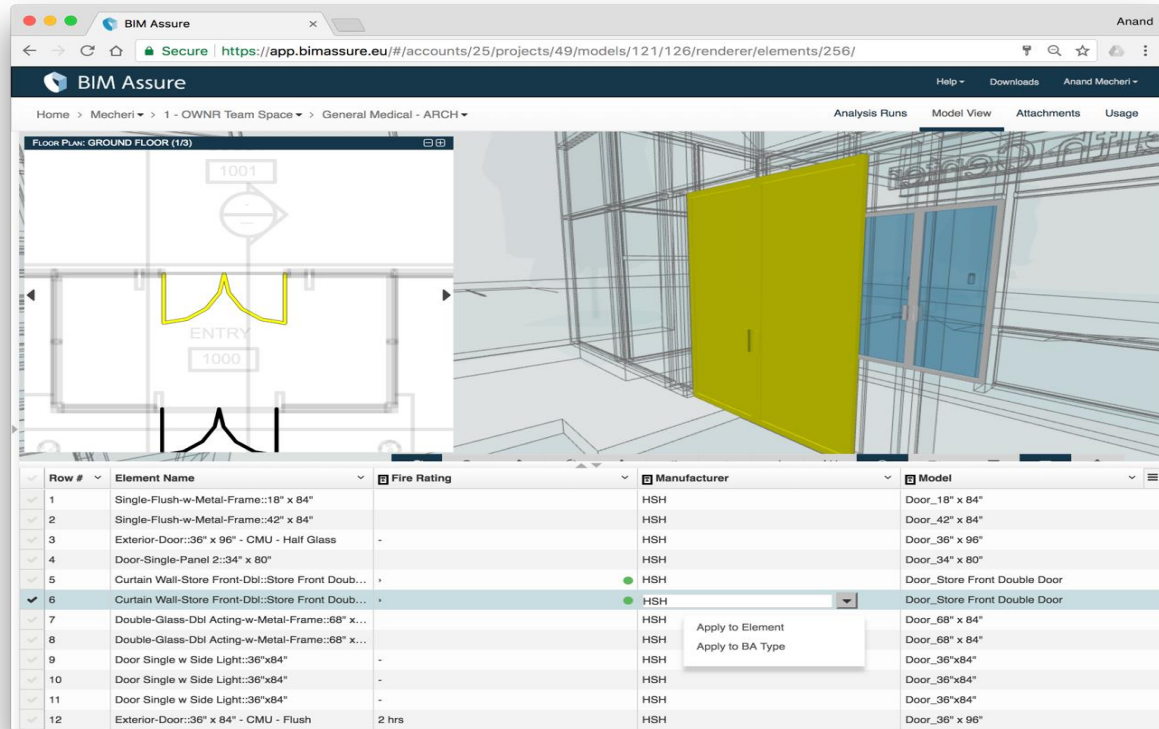 BIM Assure
Anand
Secure https://app.bimassure.eu/#/accounts/25/projects/49/models/121/126/renderer/elements/256/
BIM Assure Help Downloads Anand Mecheri
Home > Mecheri > 1 - OWNR Team Space > General Medical - ARCH Analysis Runs Model View Attachments Usage
FLOOR PLAN: GROUND FLOOR (1/3)
1001
ENTRY
1000
Row # Element Name Fire Rating Manufacturer Model
1 Single-Flush-w-Metal-Frame::18" x 84" HSH Door_18" x 84"
2 Single-Flush-w-Metal-Frame::42" x 84" HSH Door_42" x 84"
3 Exterior-Door::36" x 96" - CMU - Half Glass - HSH Door_36" x 96"
4 Door-Single-Panel 2::34" x 80" HSH Door_34" x 80"
5 Curtain Wall-Store Front-Dbl::Store Front Doub... HSH Door_Store Front Double Door
6 Curtain Wall-Store Front-Dbl::Store Front Doub... HSH Door_Store Front Double Door
7 Double-Glass-Dbl Acting-w-Metal-Frame::68" x... HSH Door_68" x 84"
Apply to Element
8 Double-Glass-Dbl Acting-w-Metal-Frame::68" x... HSH Door_68" x 84"
Apply to BA Type
9 Door Single w Side Light::36"x84" - HSH Door_36"x84"
10 Door Single w Side Light::36"x84" - HSH Door_36"x84"
11 Door Single w Side Light::36"x84" - HSH Door_36"x84"
12 Exterior-Door::36" x 84" - CMU - Flush 2 hrs HSH Door_36" x 96"